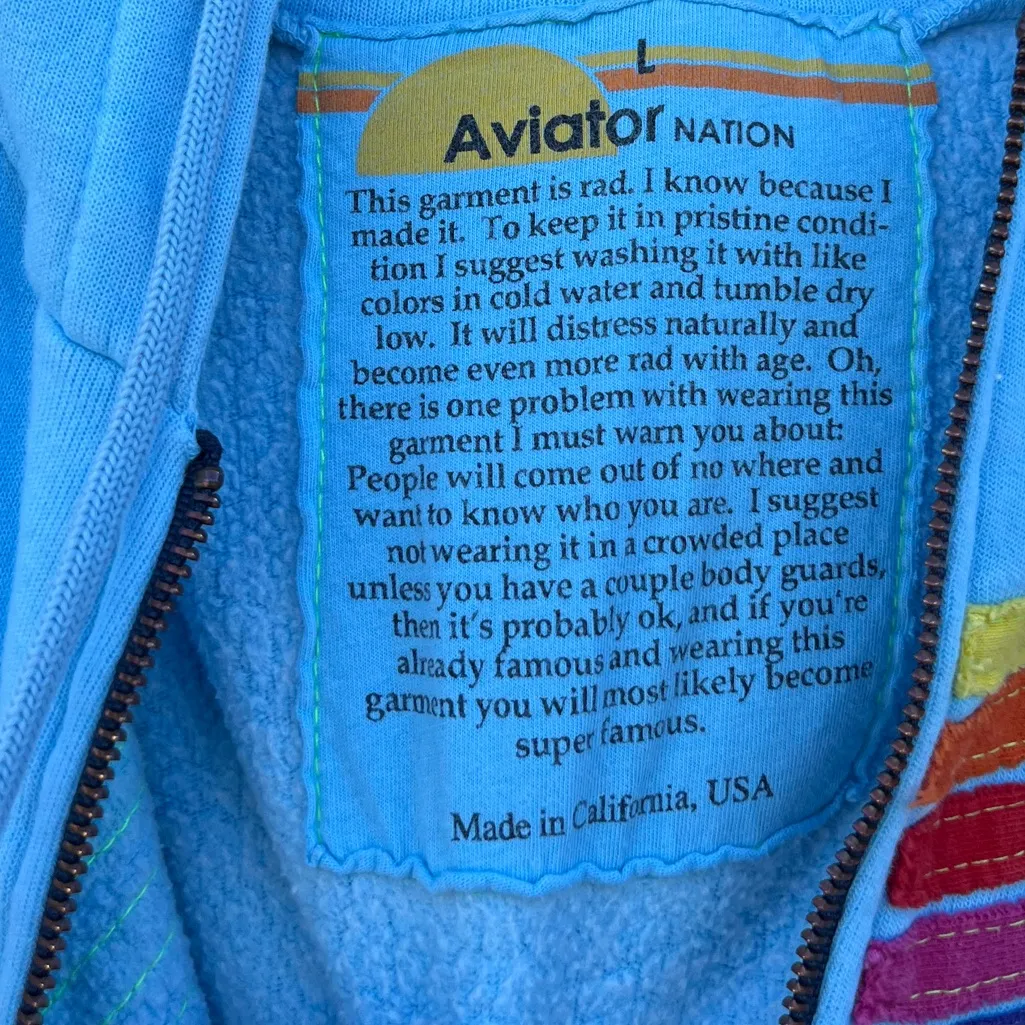 L
Aviator NATION
This garment is rad. I know because I
made it. To keep it in pristine condi-
tion I suggest washing it with like
colors in cold water and tumble dry
low. It will distress naturally and
become even more rad with age. Oh,
there is one problem with wearing this
garment I must warn you about:
People will come out of no where and
want to know who you are. I suggest
not wearing it in a crowded place
unless you have a couple body guards,
then it's probably ok, and if you're
already famous and wearing this
garment you will most likely become
super famous.
Made in California, USA